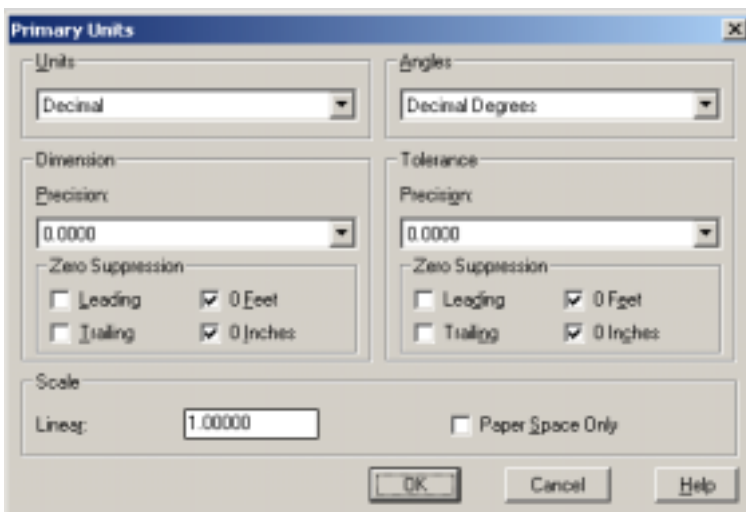 Primary Units
Units
Decimal
Angles
Decimal Degrees
Dimension
Precision:
0.0000
Zero Suppression
Leading
0 Feet
Trailing
0 Inches
Tolerance
Precision:
0.0000
Zero Suppression
Leading
0 Feet
Trailing
0 Inches
Scale
Linear:
1.00000
Paper Space Only
OK
Cancel
Help